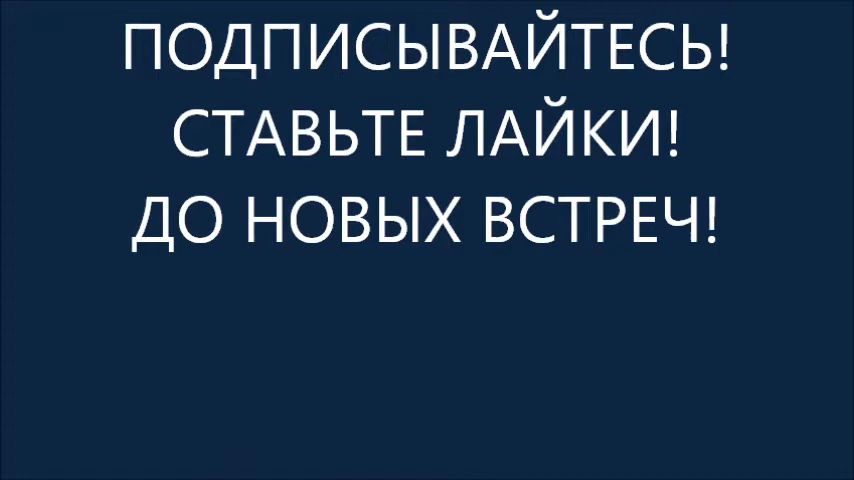 ПОДПИСЫВАЙТЕСЬ!
СТАВЬТЕ ЛАЙКИ!
ДО НОВЫХ ВСТРЕЧ!